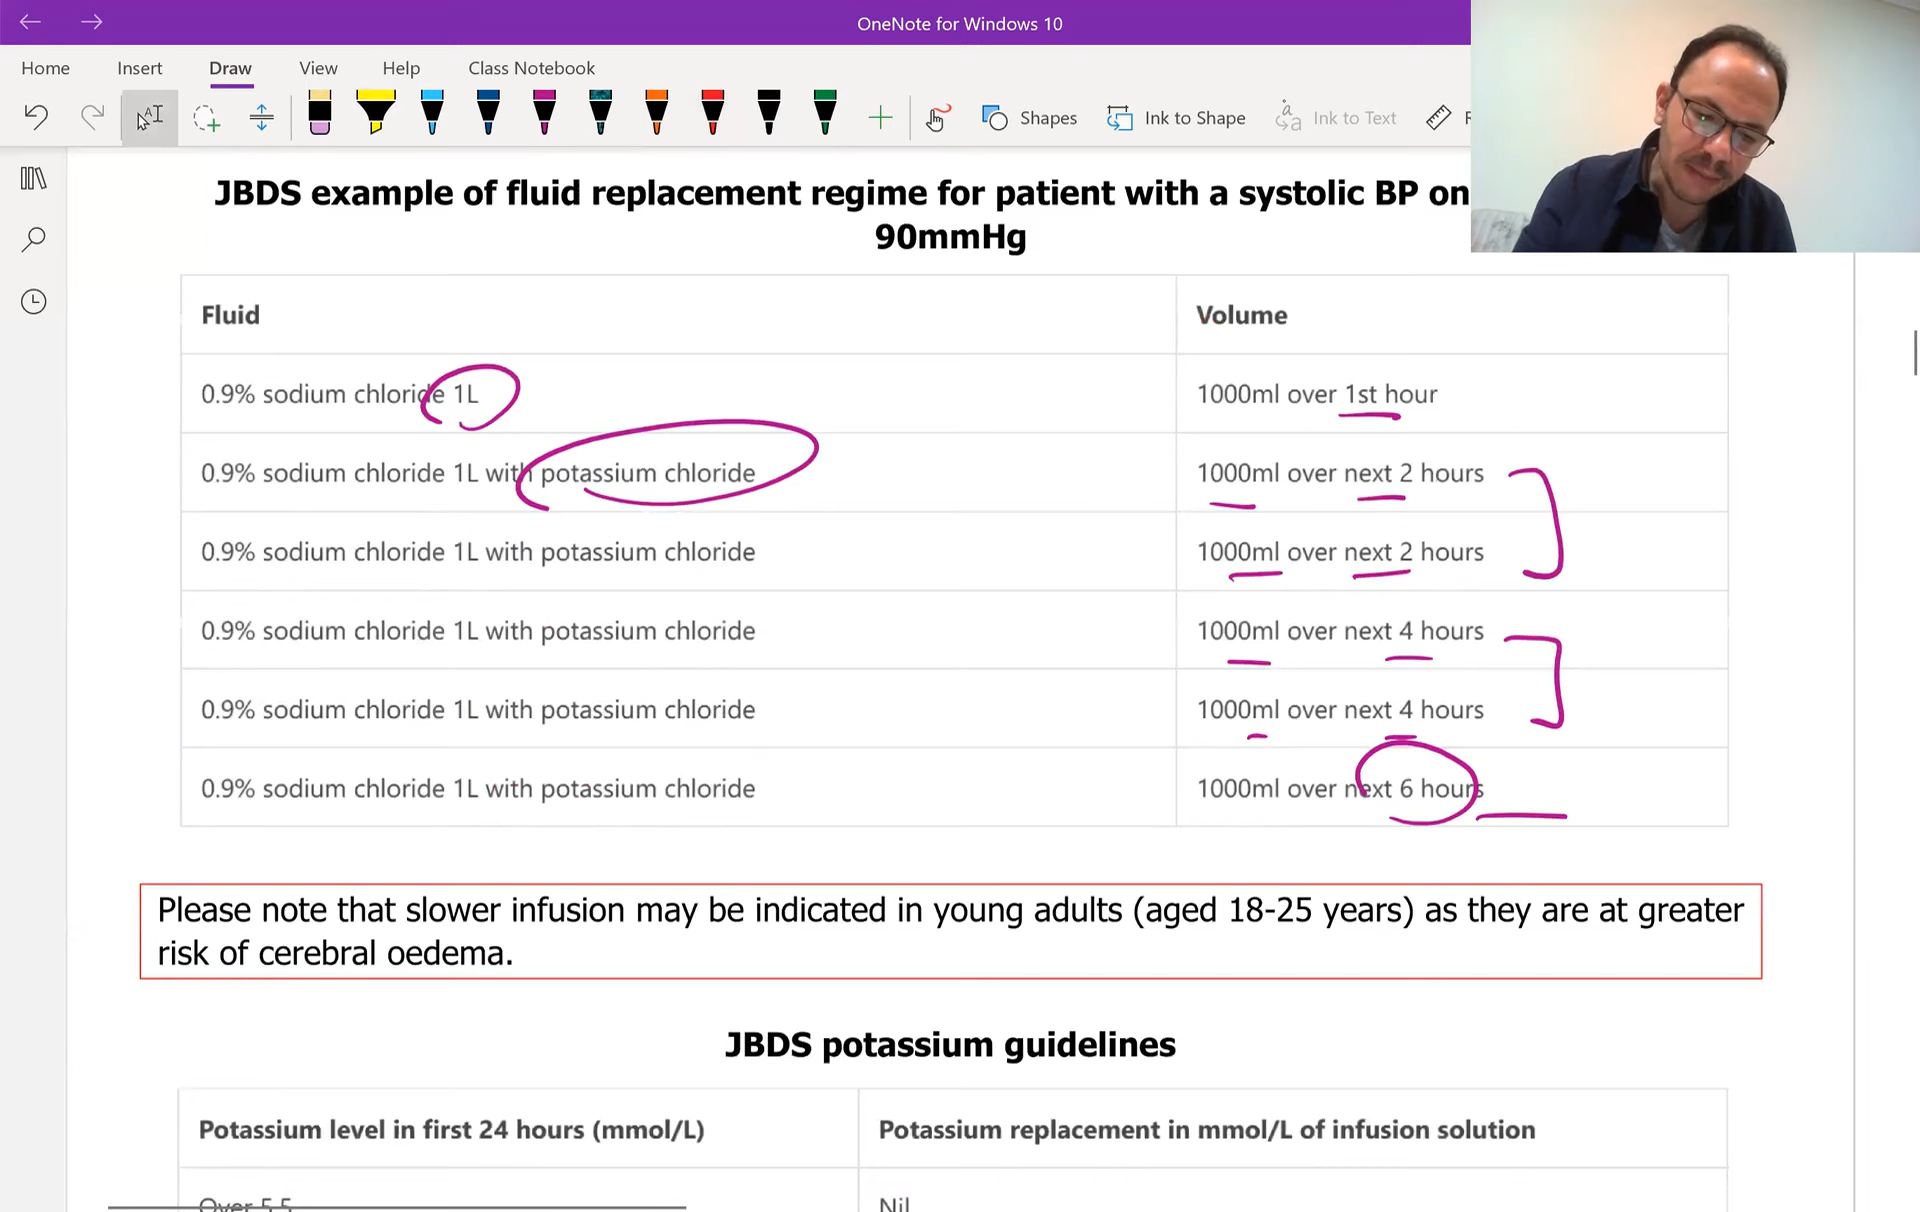 OneNote for Windows 10
Home Insert Draw View Help Class Notebook
Shapes Ink to Shape Ink to Text
JBDS example of fluid replacement regime for patient with a systolic BP on
90mmHg
Fluid Volume
0.9% sodium chloride 1L 1000ml over 1st hour
0.9% sodium chloride 1L with potassium chloride 1000ml over next 2 hours
0.9% sodium chloride 1L with potassium chloride 1000ml over next 2 hours
0.9% sodium chloride 1L with potassium chloride 1000ml over next 4 hours
0.9% sodium chloride 1L with potassium chloride 1000ml over next 4 hours
0.9% sodium chloride 1L with potassium chloride 1000ml over next 6 hours
Please note that slower infusion may be indicated in young adults (aged 18-25 years) as they are at greater
risk of cerebral oedema.
JBDS potassium guidelines
Potassium level in first 24 hours (mmol/L) Potassium replacement in mmol/L of infusion solution
Over 5.5 Nil